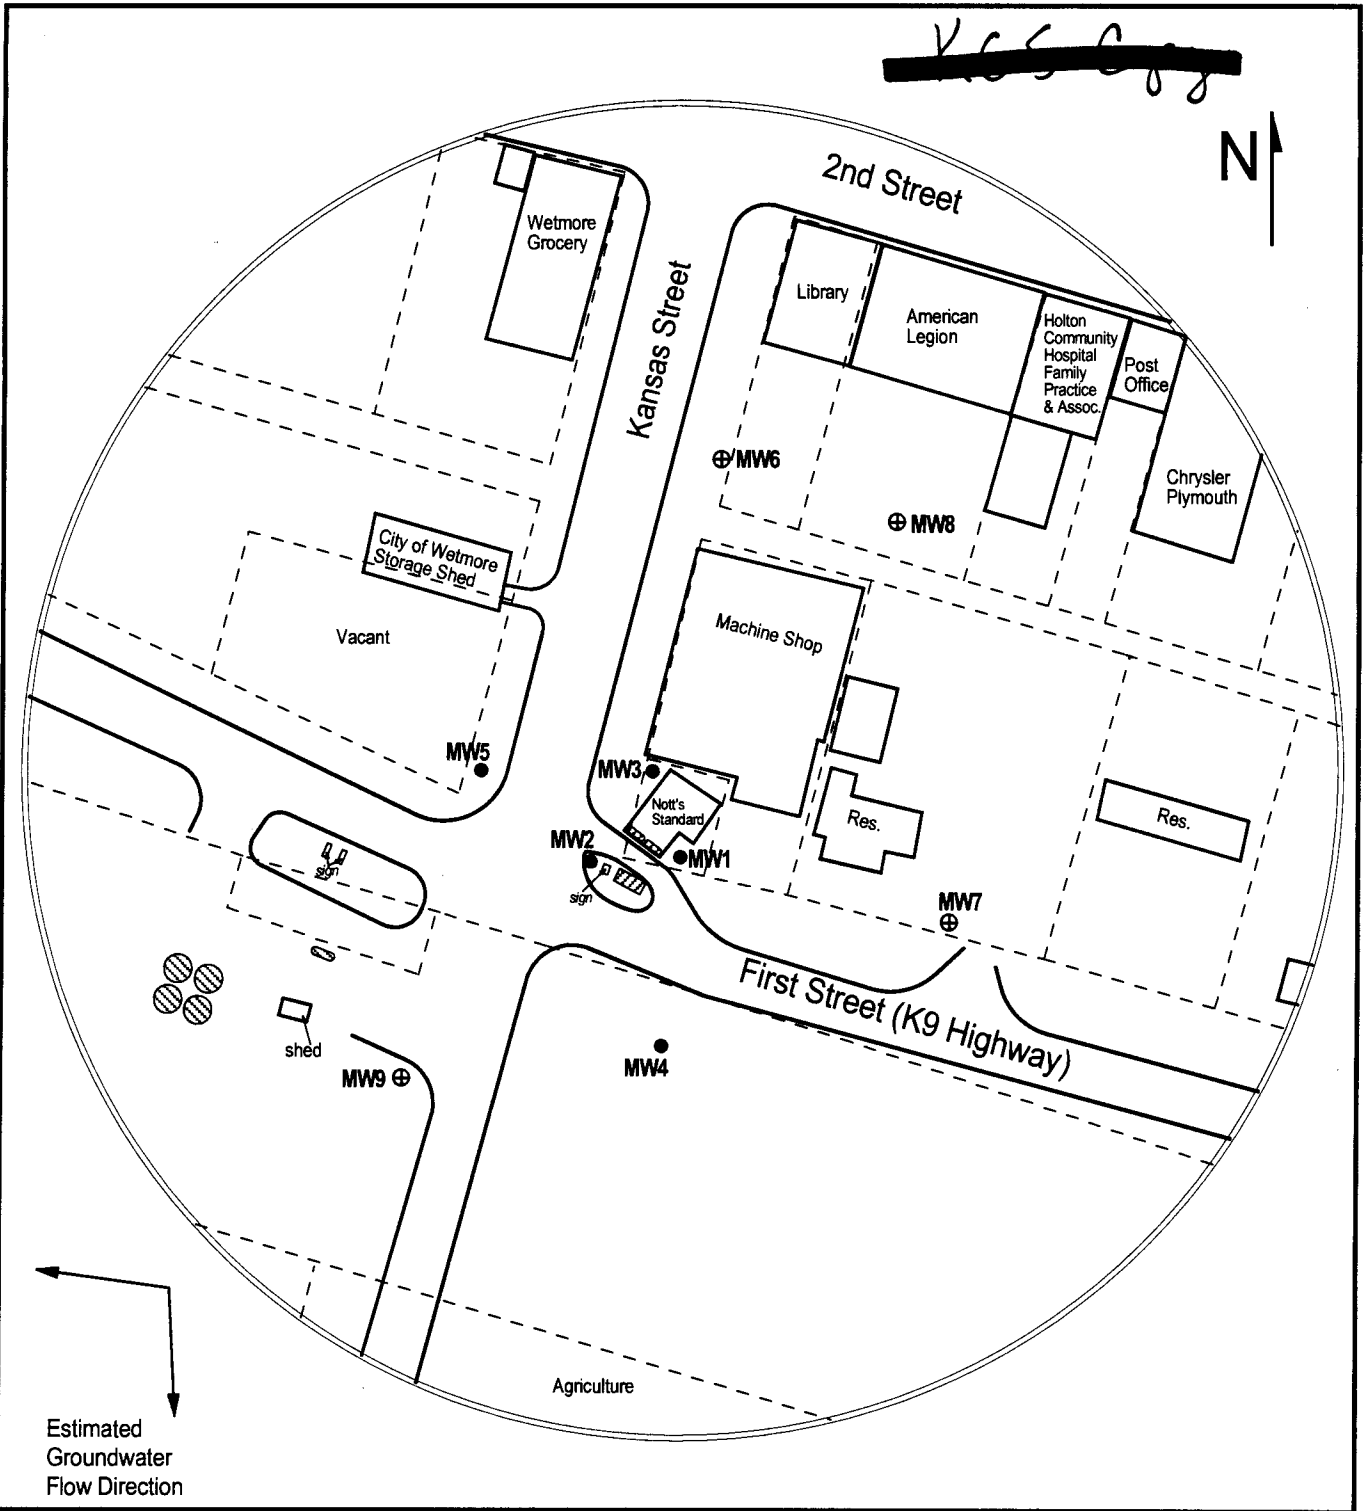 KCS Copy
N
2nd Street
Wetmore
Grocery
Kansas Street
Library
American
Legion
Holton
Community
Hospital
Family
Practice
& Assoc.
Post
Office
Chrysler
Plymouth
MW6
MW8
City of Wetmore
Storage Shed
Vacant
Machine Shop
MW5
MW3
Nott's
Standard
Res.
Res.
MW2
MW1
sign
sign
MW7
First Street (K9 Highway)
shed
MW4
MW9
Agriculture
Estimated
Groundwater
Flow Direction